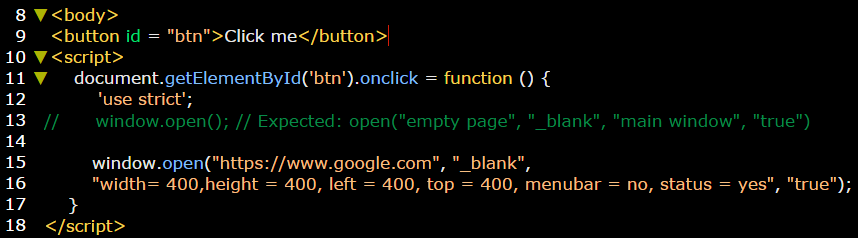 8 ▼ <body>
9 <button id = "btn">Click me</button>
10 ▼ <script>
11 ▼ document.getElementById('btn').onclick = function () {
12 'use strict';
13 // window.open(); // Expected: open("empty page", "_blank", "main window", "true")
14
15 window.open("https://www.google.com", "_blank",
16 "width= 400,height = 400, left = 400, top = 400, menubar = no, status = yes", "true");
17 }
18 </script>